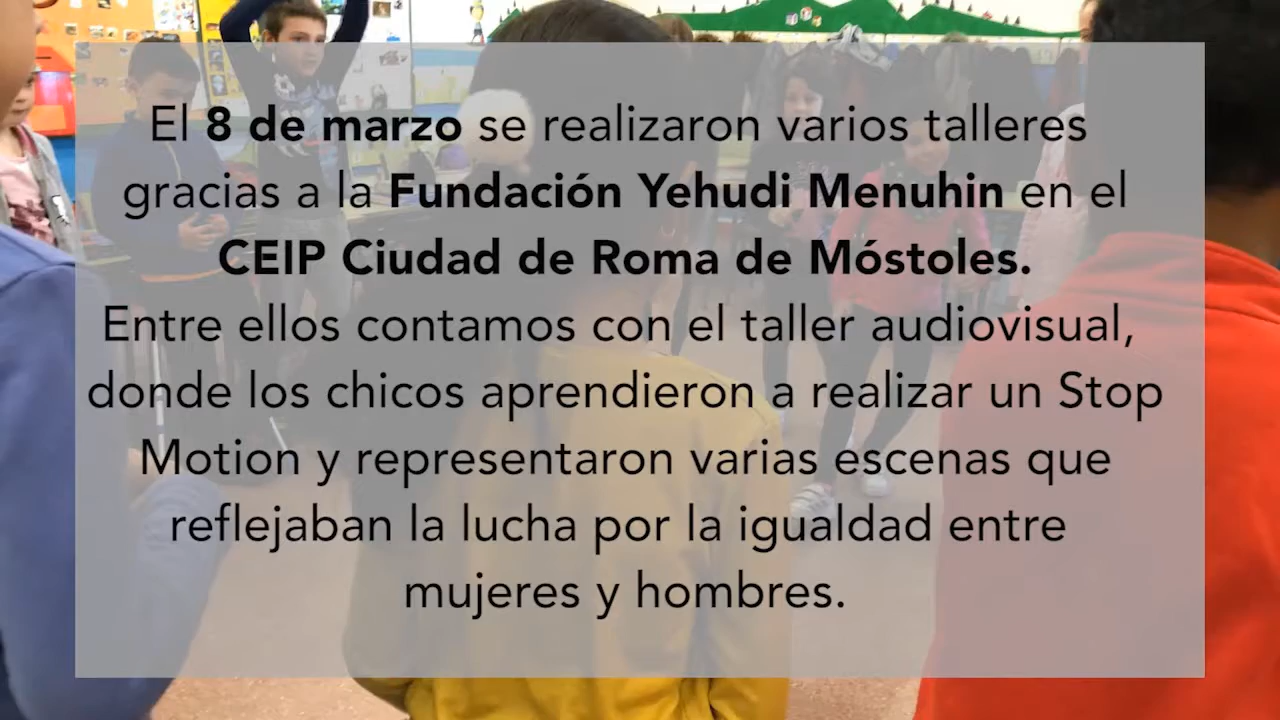 El 8 de marzo se realizaron varios talleres
gracias a la Fundación Yehudi Menuhin en el
CEIP Ciudad de Roma de Móstoles.
Entre ellos contamos con el taller audiovisual,
donde los chicos aprendieron a realizar un Stop
Motion y representaron varias escenas que
reflejaban la lucha por la igualdad entre
mujeres y hombres.